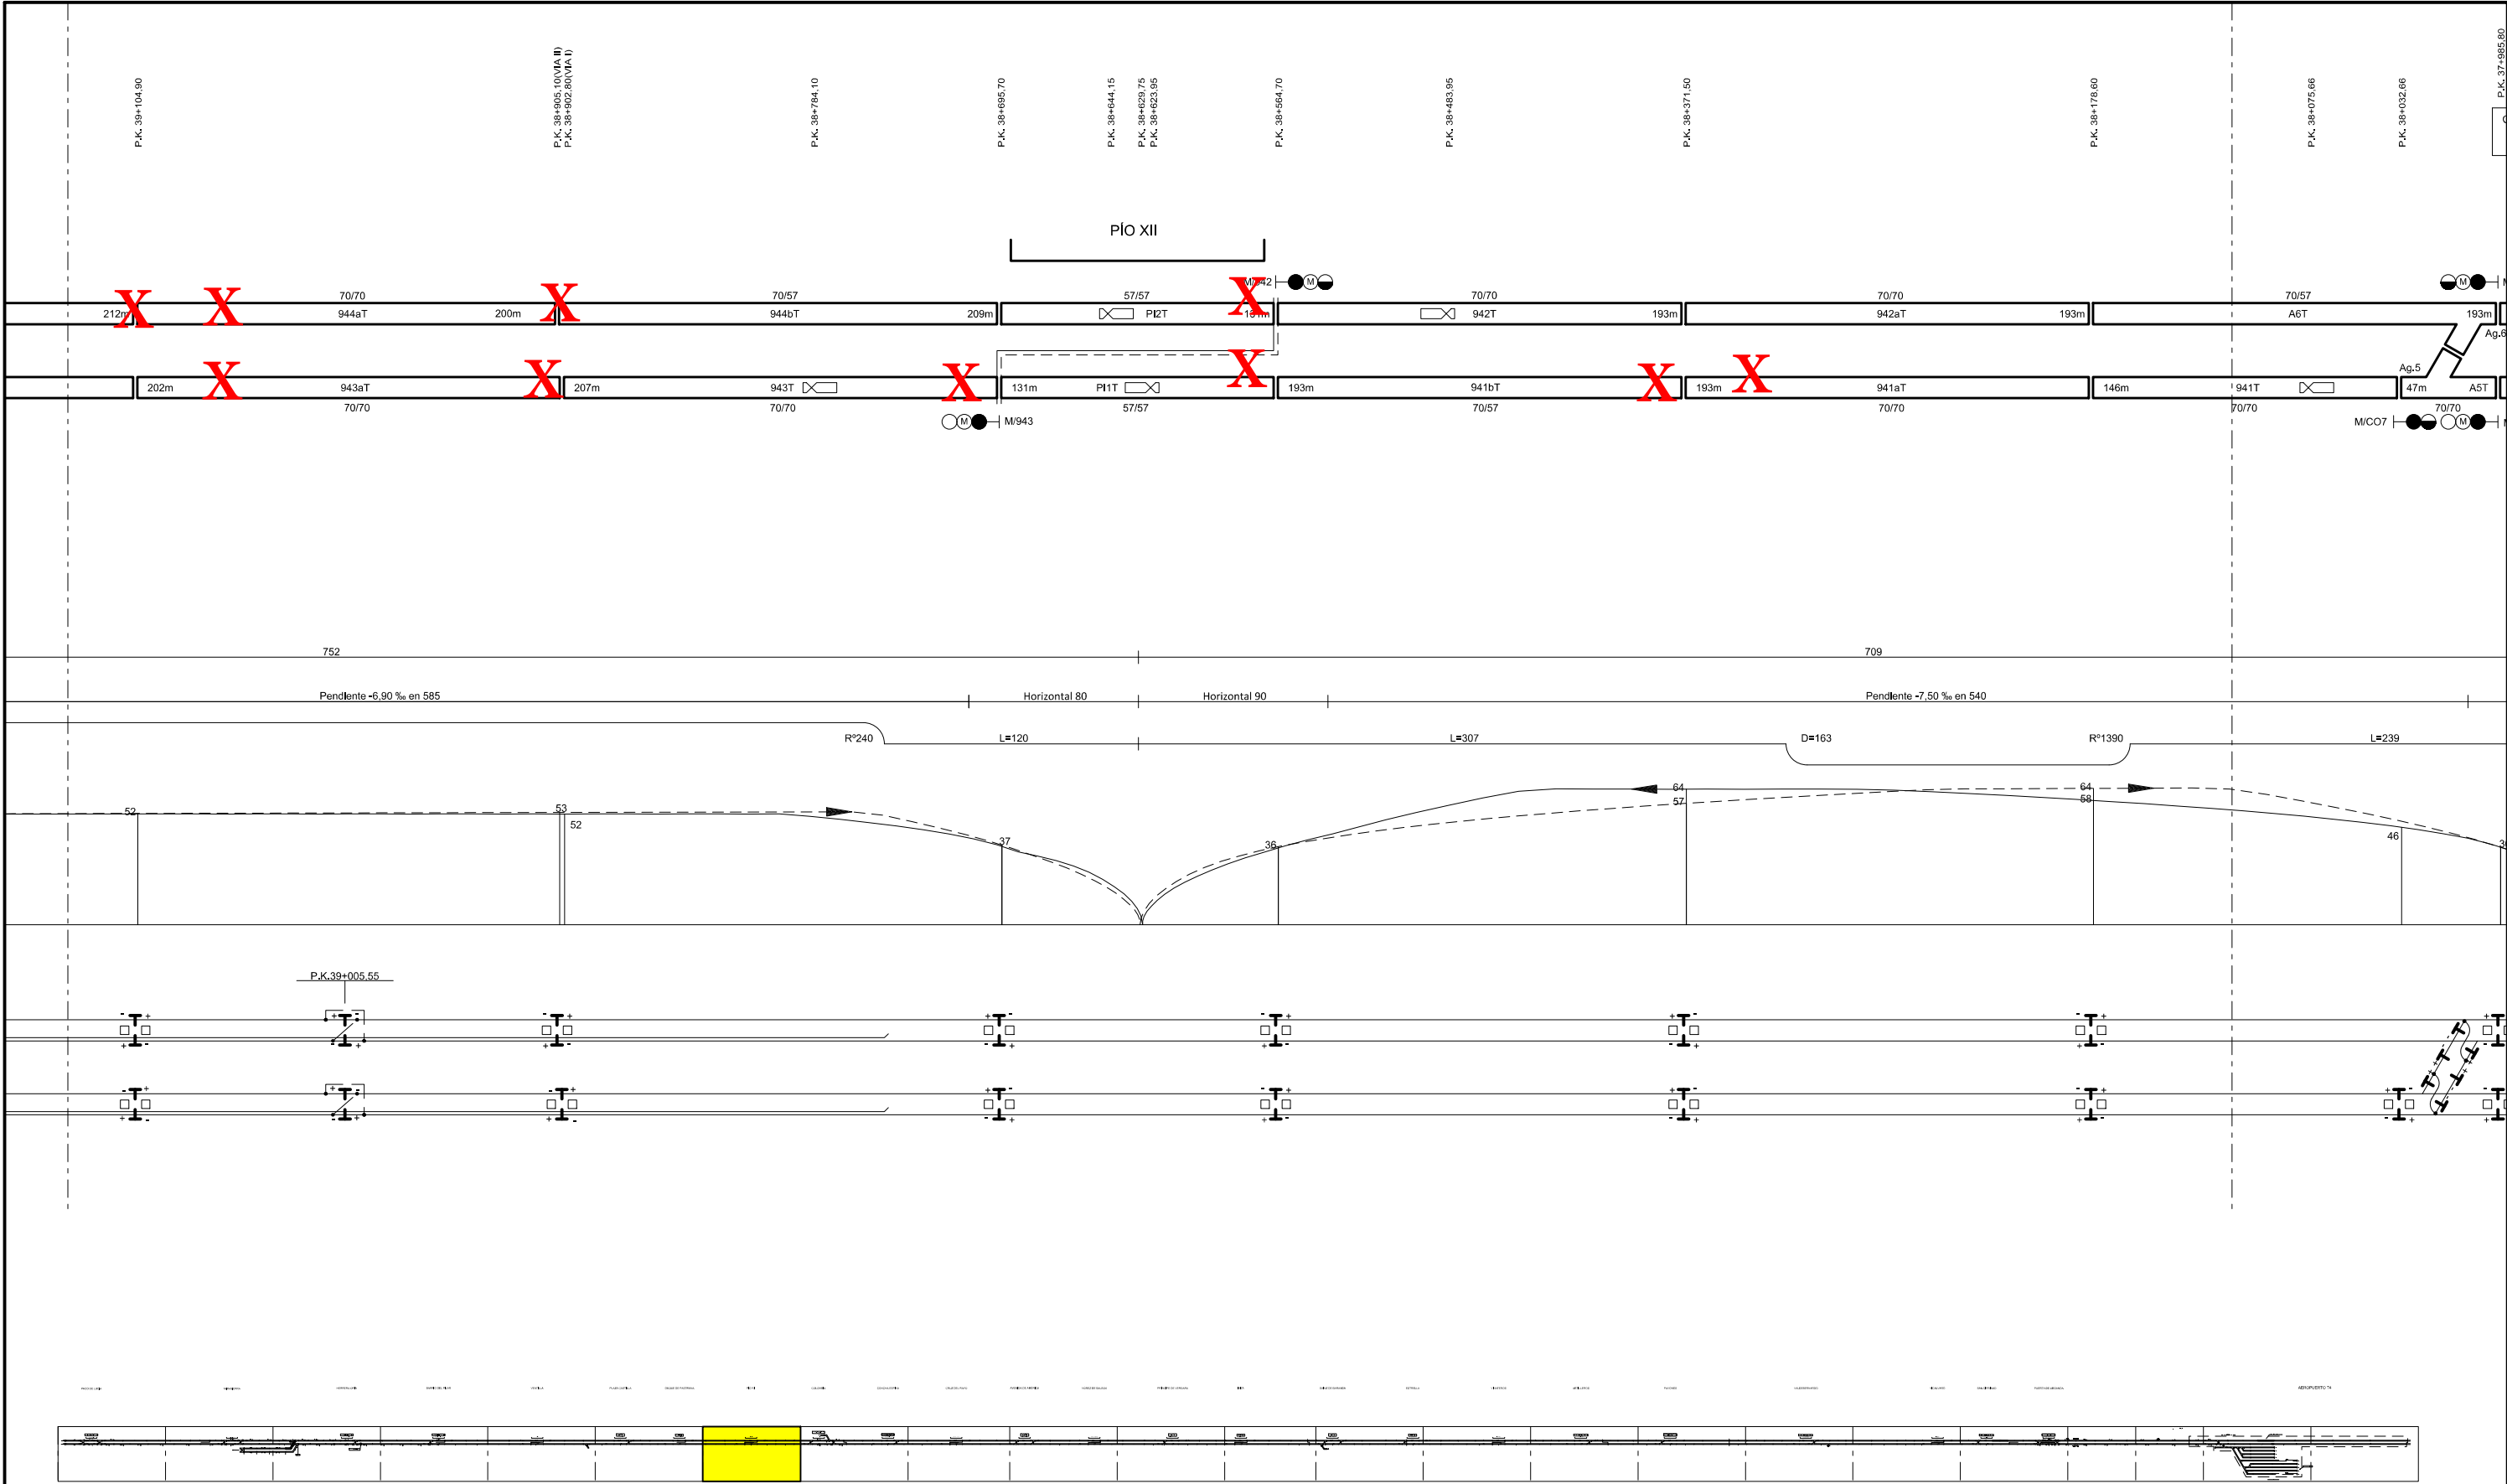 P.K. 39+104,90
P.K. 38+905,10(VIA II)
P.K. 38+902,80(VIA I)
P.K. 38+784,10
P.K. 38+695,70
P.K. 38+644,15
P.K. 38+629,75
P.K. 38+623,95
P.K. 38+564,70
P.K. 38+483,95
P.K. 38+371,50
P.K. 38+178,60
P.K. 38+075,66
P.K. 38+032,66
P.K. 37+985,80
PÍO XII
70/70 70/57 57/57 70/70 70/70 70/57
X X X X M
212m 944aT 200m 944bT 209m PI2T 942T 193m 942aT 193m A6T 193m
Ag.6
Ag.5
X X X X X X
202m 943aT 207m 943T 131m PI1T 193m 941bT 193m 941aT 146m 941T 47m A5T
70/70 70/70 57/57 70/57 70/70 70/70 70/70
M M/943 M/CO7 M
752 709
Pendiente -6,90 ‰ en 585 Horizontal 80 Horizontal 90 Pendiente -7,50 ‰ en 540
Rº240 L=120 L=307 D=163 Rº1390 L=239
52 53 52 37 36 64 57 64 58 46
P.K.39+005,55
AEROPUERTO T4